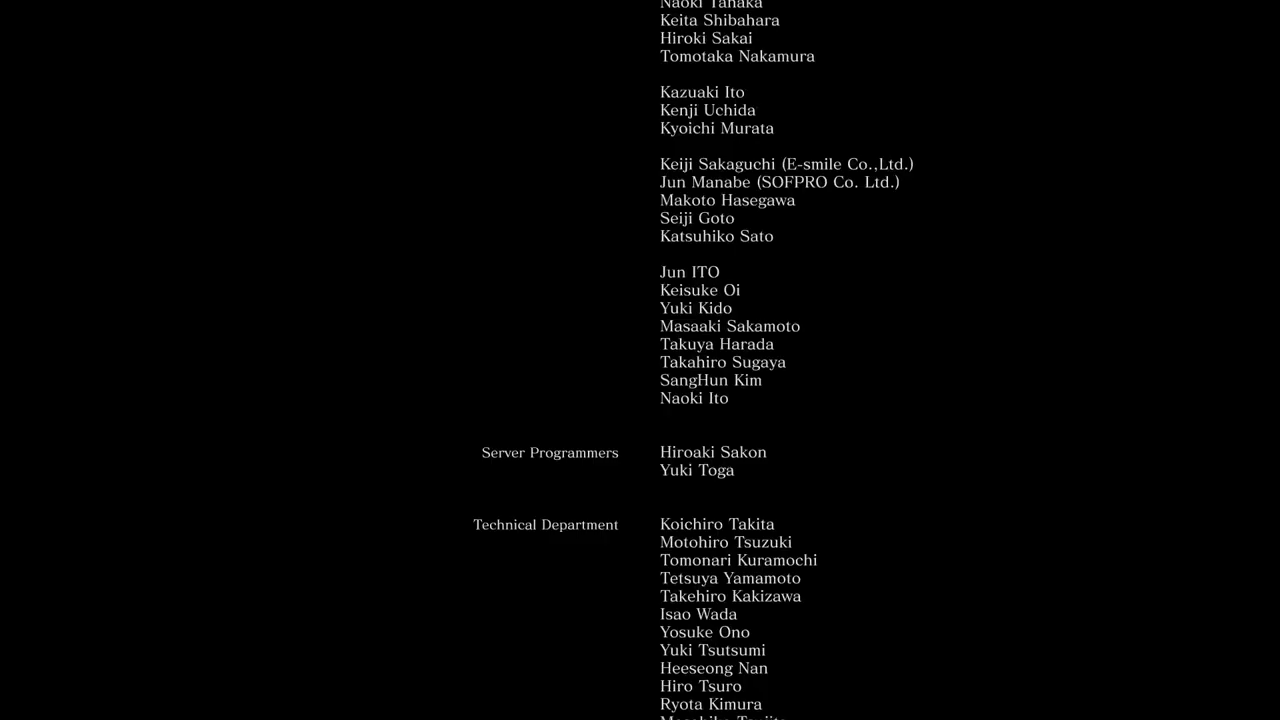 Naoki Tanaka
Keita Shibahara
Hiroki Sakai
Tomotaka Nakamura
Kazuaki Ito
Kenji Uchida
Kyoichi Murata
Keiji Sakaguchi (E-smile Co.,Ltd.)
Jun Manabe (SOFPRO Co. Ltd.)
Makoto Hasegawa
Seiji Goto
Katsuhiko Sato
Jun ITO
Keisuke Oi
Yuki Kido
Masaaki Sakamoto
Takuya Harada
Takahiro Sugaya
SangHun Kim
Naoki Ito
Server Programmers Hiroaki Sakon
Yuki Toga
Technical Department Koichiro Takita
Motohiro Tsuzuki
Tomonari Kuramochi
Tetsuya Yamamoto
Takehiro Kakizawa
Isao Wada
Yosuke Ono
Yuki Tsutsumi
Heeseong Nan
Hiro Tsuro
Ryota Kimura